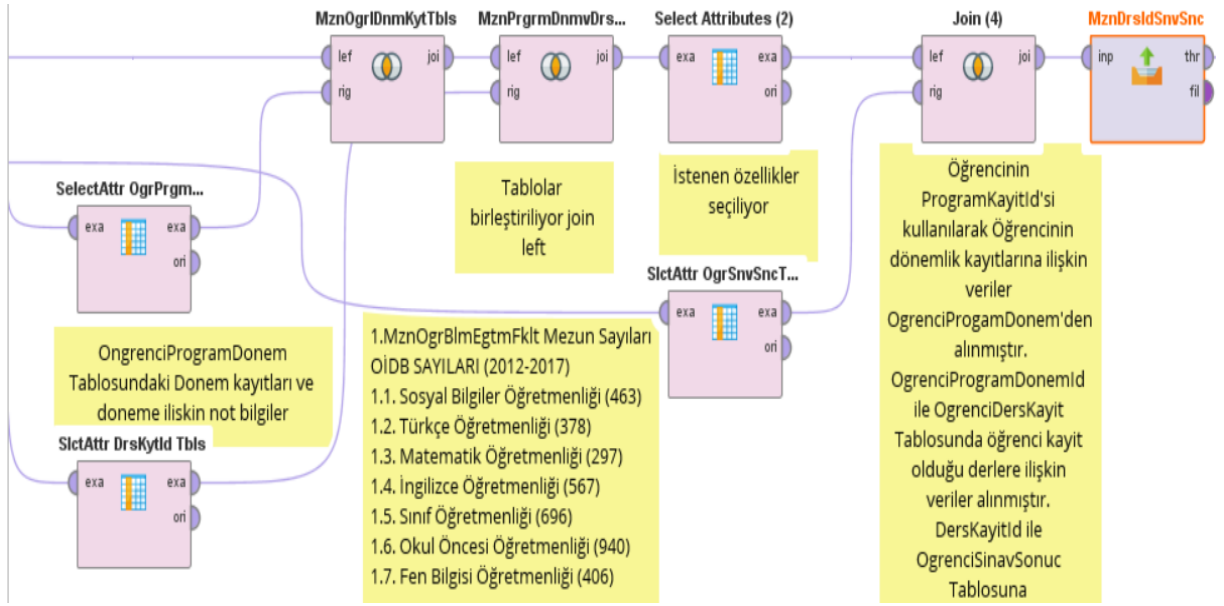 MznOgrlDnmKytTbls
MznPrgrmDnmvDrs...
Select Attributes (2)
Join (4)
MznDrsIdSnvSnc
lef
joi
rig
lef
joi
rig
exa
exa
ori
lef
joi
rig
inp
thr
fil
SelectAttr OgrPrgm...
exa
exa
ori
Tablolar
birleştiriliyor join
left
İstenen özellikler
seçiliyor
SlctAttr OgrSnvSncT...
exa
exa
ori
OngrenciProgramDonem
Tablosundaki Donem kayıtları ve
doneme iliskin not bilgiler
SlctAttr DrsKytId Tbls
exa
exa
ori
1.MznOgrBlmEgtmFklt Mezun Sayıları
OİDB SAYILARI (2012-2017)
1.1. Sosyal Bilgiler Öğretmenliği (463)
1.2. Türkçe Öğretmenliği (378)
1.3. Matematik Öğretmenliği (297)
1.4. İngilizce Öğretmenliği (567)
1.5. Sınıf Öğretmenliği (696)
1.6. Okul Öncesi Öğretmenliği (940)
1.7. Fen Bilgisi Öğretmenliği (406)
Öğrencinin
ProgramKayitId'si
kullanılarak Öğrencinin
dönemlik kayıtlarına ilişkin
veriler
OgrenciProgamDonem'den
alınmıştır.
OgrenciProgramDonemId
ile OgrenciDersKayit
Tablosunda öğrenci kayit
olduğu derlere ilişkin
veriler alınmıştır.
DersKayitId ile
OgrenciSinavSonuc
Tablosuna